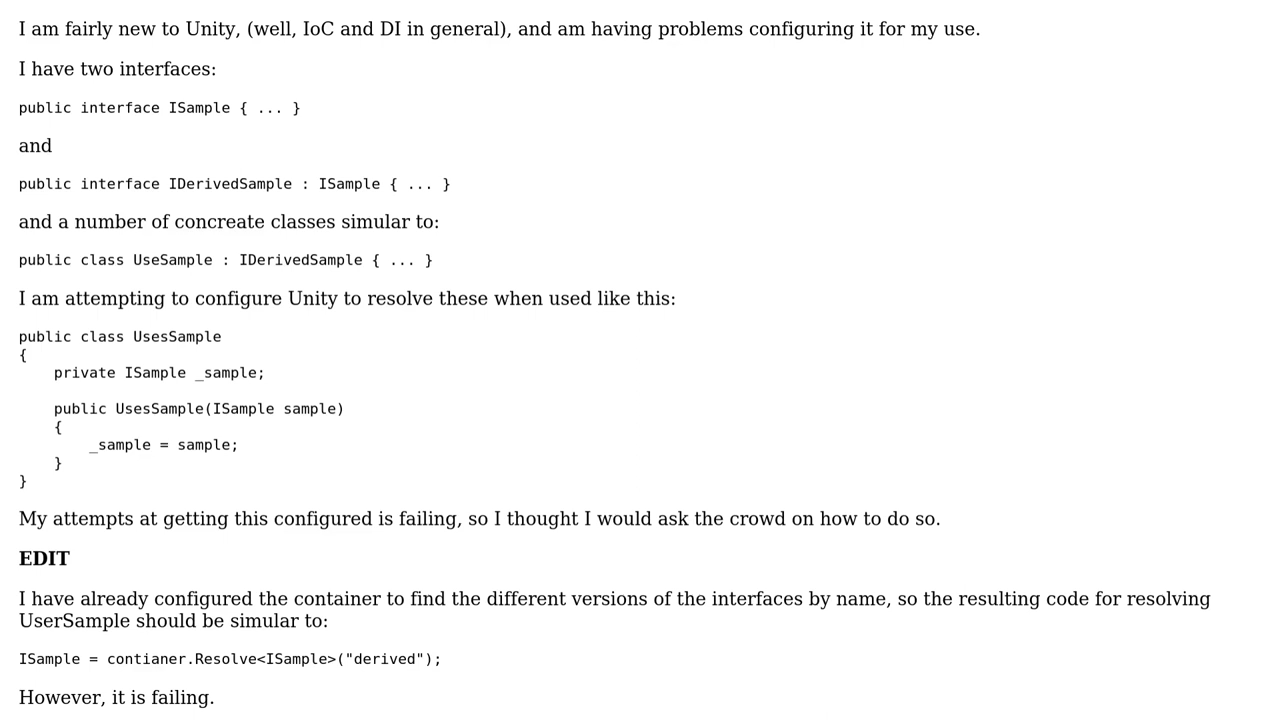 I am fairly new to Unity, (well, IoC and DI in general), and am having problems configuring it for my use.
I have two interfaces:
public interface ISample { ... }
and
public interface IDerivedSample : ISample { ... }
and a number of concreate classes simular to:
public class UseSample : IDerivedSample { ... }
I am attempting to configure Unity to resolve these when used like this:
public class UsesSample
{
    private ISample _sample;
    public UsesSample(ISample sample)
    {
        _sample = sample;
    }
}
My attempts at getting this configured is failing, so I thought I would ask the crowd on how to do so.
EDIT
I have already configured the container to find the different versions of the interfaces by name, so the resulting code for resolving
UserSample should be simular to:
ISample = contianer.Resolve<ISample>("derived");
However, it is failing.